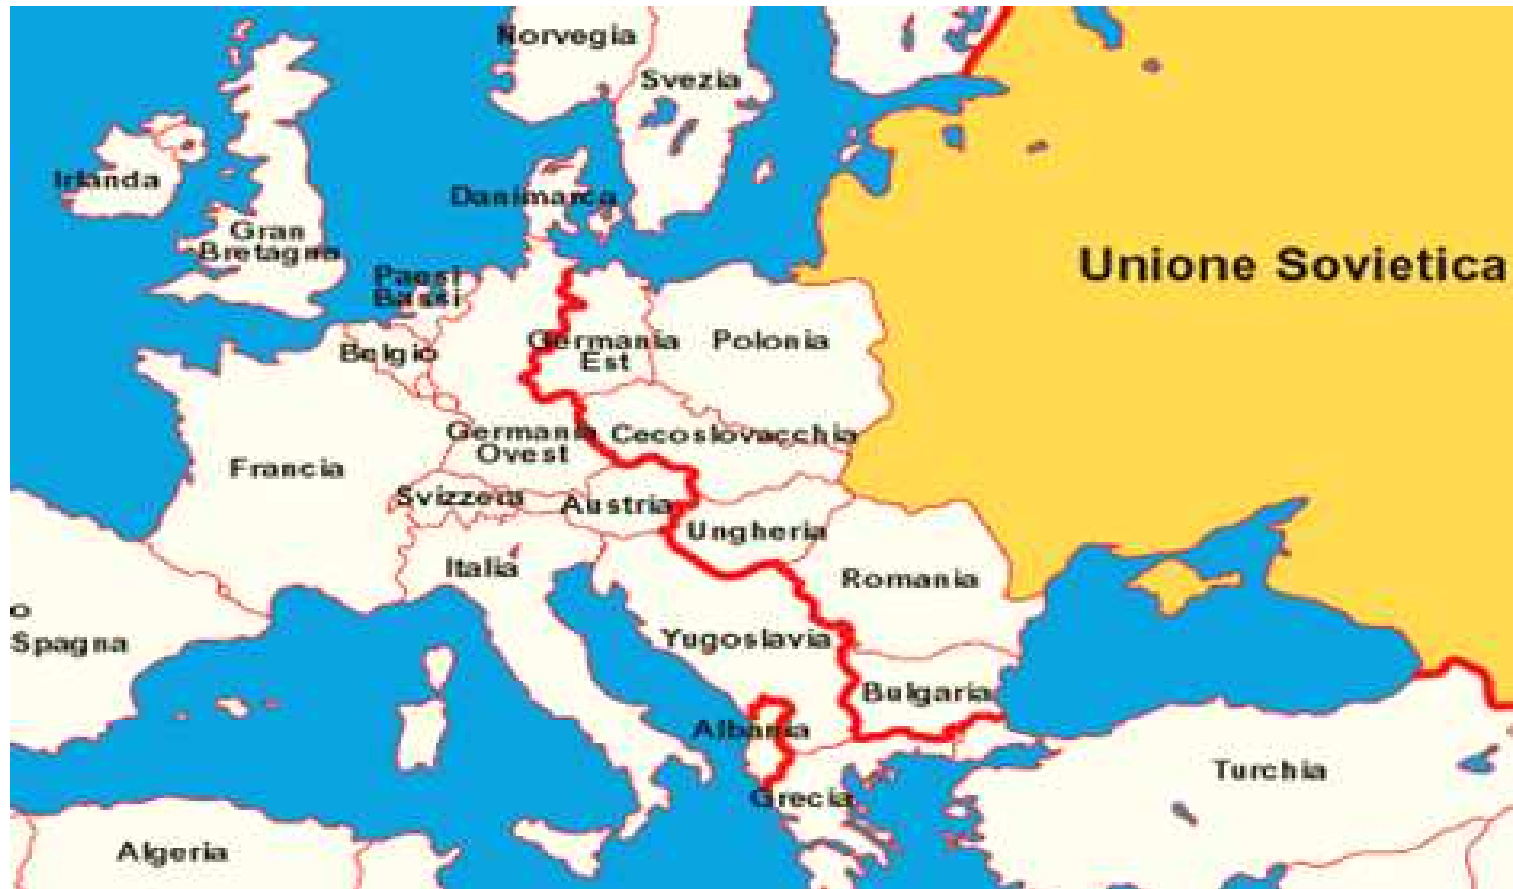 Norvegia
Svezia
Irlanda
Danimarca
Gran
Bretagna
Paesi
Bassi
Unione Sovietica
Belgio
Germania
Est
Polonia
Germania
Ovest
Cecoslovacchia
Francia
Svizzera
Austria
Ungheria
Italia
Romania
o
Spagna
Yugoslavia
Bulgaria
Albania
Turchia
Grecia
Algeria